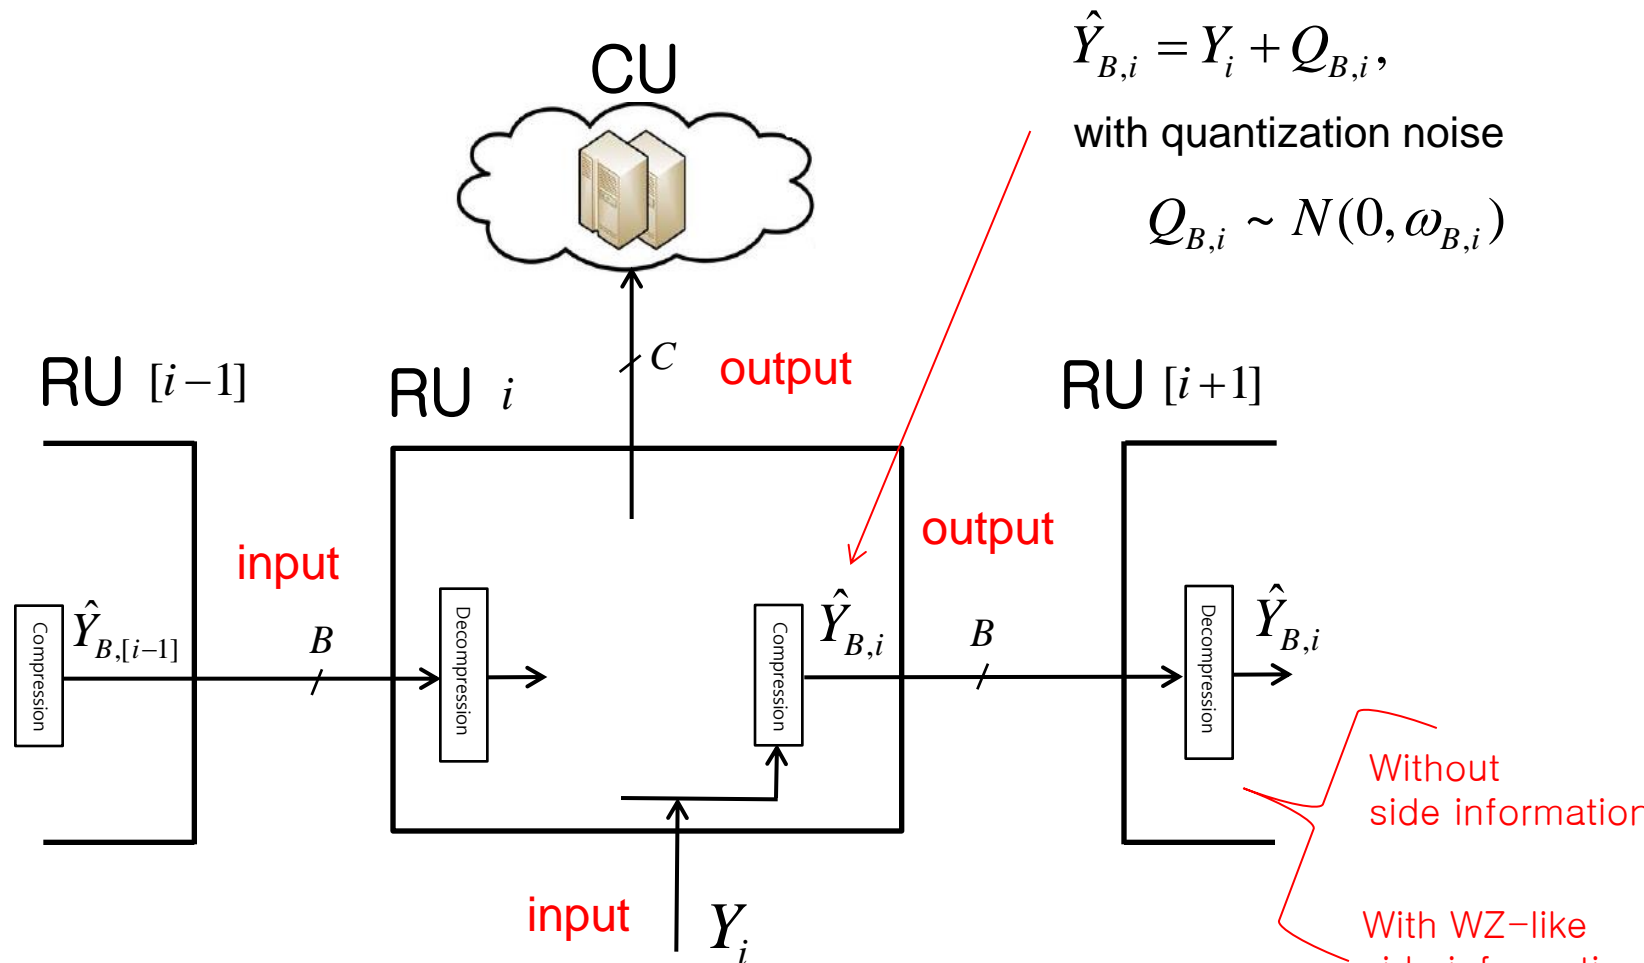 Ŷ_{B,i} = Y_i + Q_{B,i},
with quantization noise
Q_{B,i} ~ N(0, ω_{B,i})
CU
C
output
RU [i−1]
RU i
RU [i+1]
input
output
Compression
Ŷ_{B,[i−1]}
B
Decompression
Compression
Ŷ_{B,i}
B
Decompression
Ŷ_{B,i}
Without
side information
With WZ-like
input
Y_i